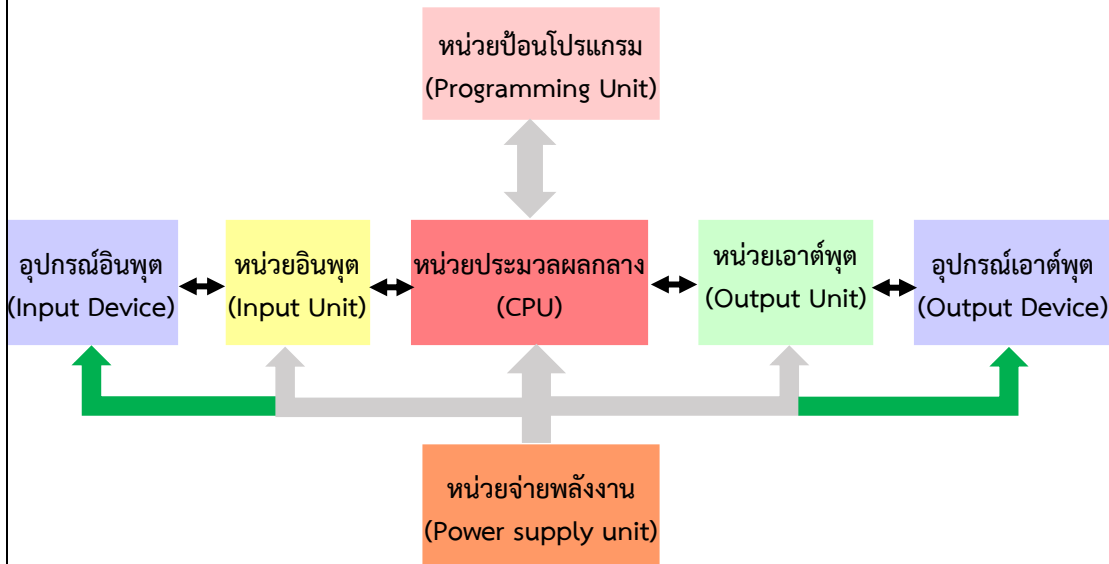 หน่วยป้อนโปรแกรม
(Programming Unit)
อุปกรณ์อินพุต
(Input Device)
หน่วยอินพุต
(Input Unit)
หน่วยประมวลผลกลาง
(CPU)
หน่วยเอาต์พุต
(Output Unit)
อุปกรณ์เอาต์พุต
(Output Device)
หน่วยจ่ายพลังงาน
(Power supply unit)